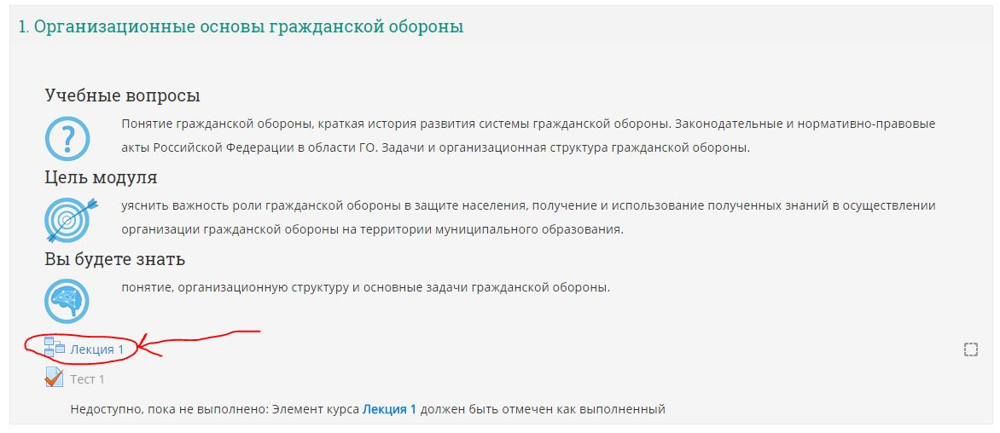 1. Организационные основы гражданской обороны
Учебные вопросы
Понятие гражданской обороны, краткая история развития системы гражданской обороны. Законодательные и нормативно-правовые
акты Российской Федерации в области ГО. Задачи и организационная структура гражданской обороны.
Цель модуля
уяснить важность роли гражданской обороны в защите населения, получение и использование полученных знаний в осуществлении
организации гражданской обороны на территории муниципального образования.
Вы будете знать
понятие, организационную структуру и основные задачи гражданской обороны.
Лекция 1
Тест 1
Недоступно, пока не выполнено: Элемент курса Лекция 1 должен быть отмечен как выполненный